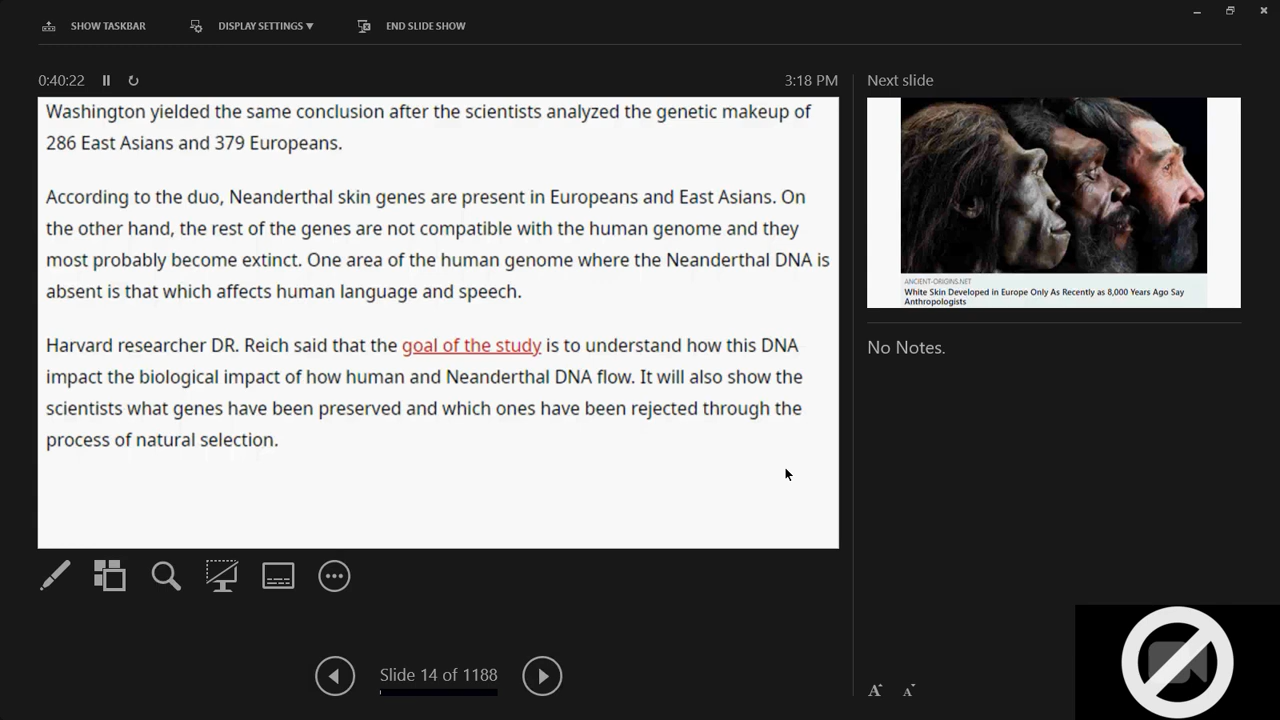 SHOW TASKBAR
DISPLAY SETTINGS ▼
END SLIDE SHOW
0:40:22
3:18 PM
Washington yielded the same conclusion after the scientists analyzed the genetic makeup of
286 East Asians and 379 Europeans.
According to the duo, Neanderthal skin genes are present in Europeans and East Asians. On
the other hand, the rest of the genes are not compatible with the human genome and they
most probably become extinct. One area of the human genome where the Neanderthal DNA is
absent is that which affects human language and speech.
Harvard researcher DR. Reich said that the goal of the study is to understand how this DNA
impact the biological impact of how human and Neanderthal DNA flow. It will also show the
scientists what genes have been preserved and which ones have been rejected through the
process of natural selection.
Slide 14 of 1188
Next slide
ANCIENT-ORIGINS.NET
White Skin Developed in Europe Only As Recently as 8,000 Years Ago Say
Anthropologists
No Notes.
A A